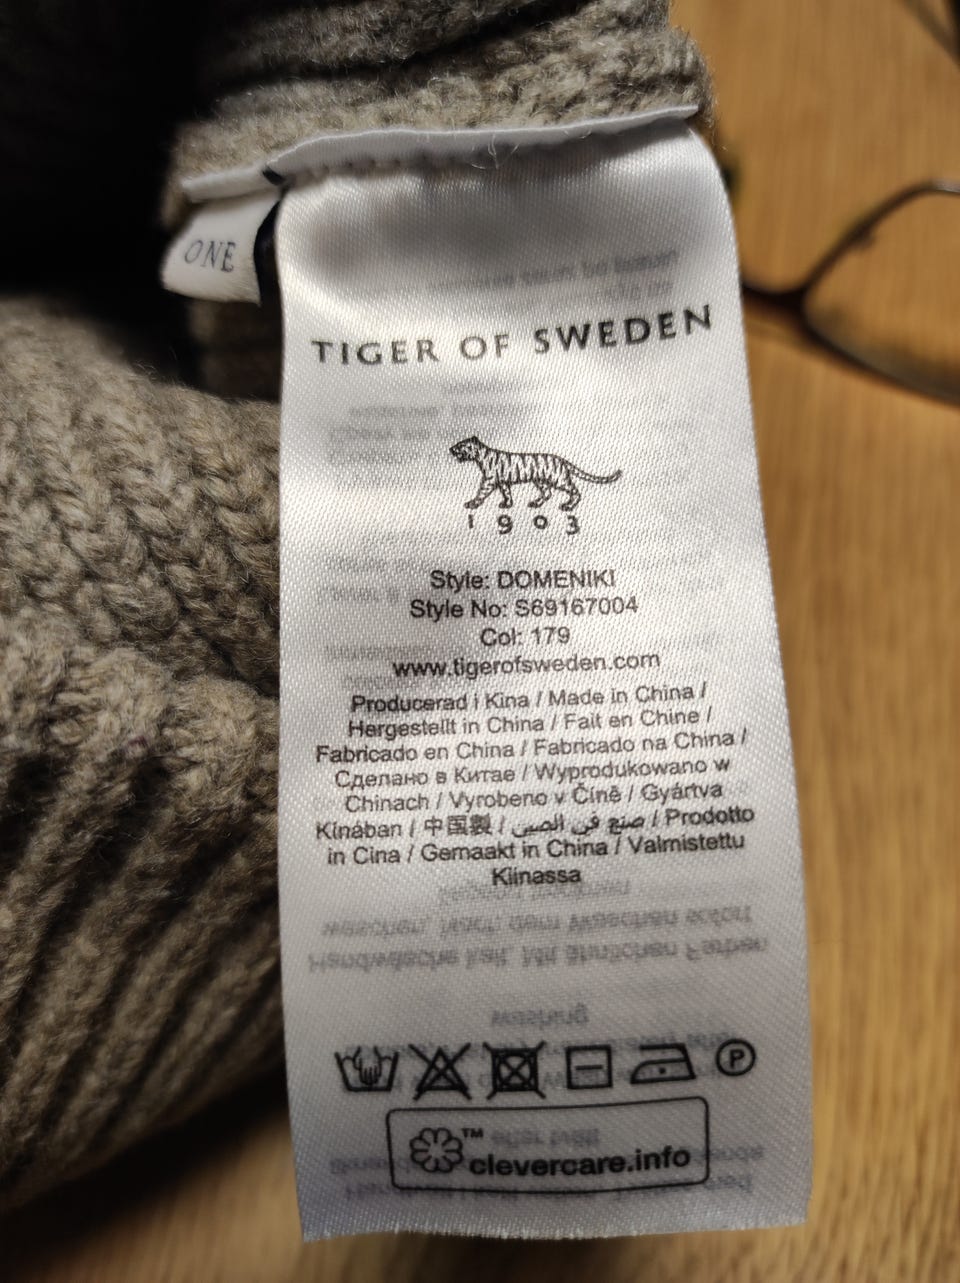 ONE
TIGER OF SWEDEN
1903
Style: DOMENIKI
Style No: S69167004
Col: 179
www.tigerofsweden.com
Producerad i Kina / Made in China /
Hergestellt in China / Fait en Chine /
Fabricado en China / Fabricado na China /
Сделано в Китае / Wyprodukowano w
Chinach / Vyrobeno v Číně / Gyártva
Kínában / 中国製 / صنع في الصين / Prodotto
in Cina / Gemaakt in China / Valmistettu
Kiinassa
P
™
clevercare.info